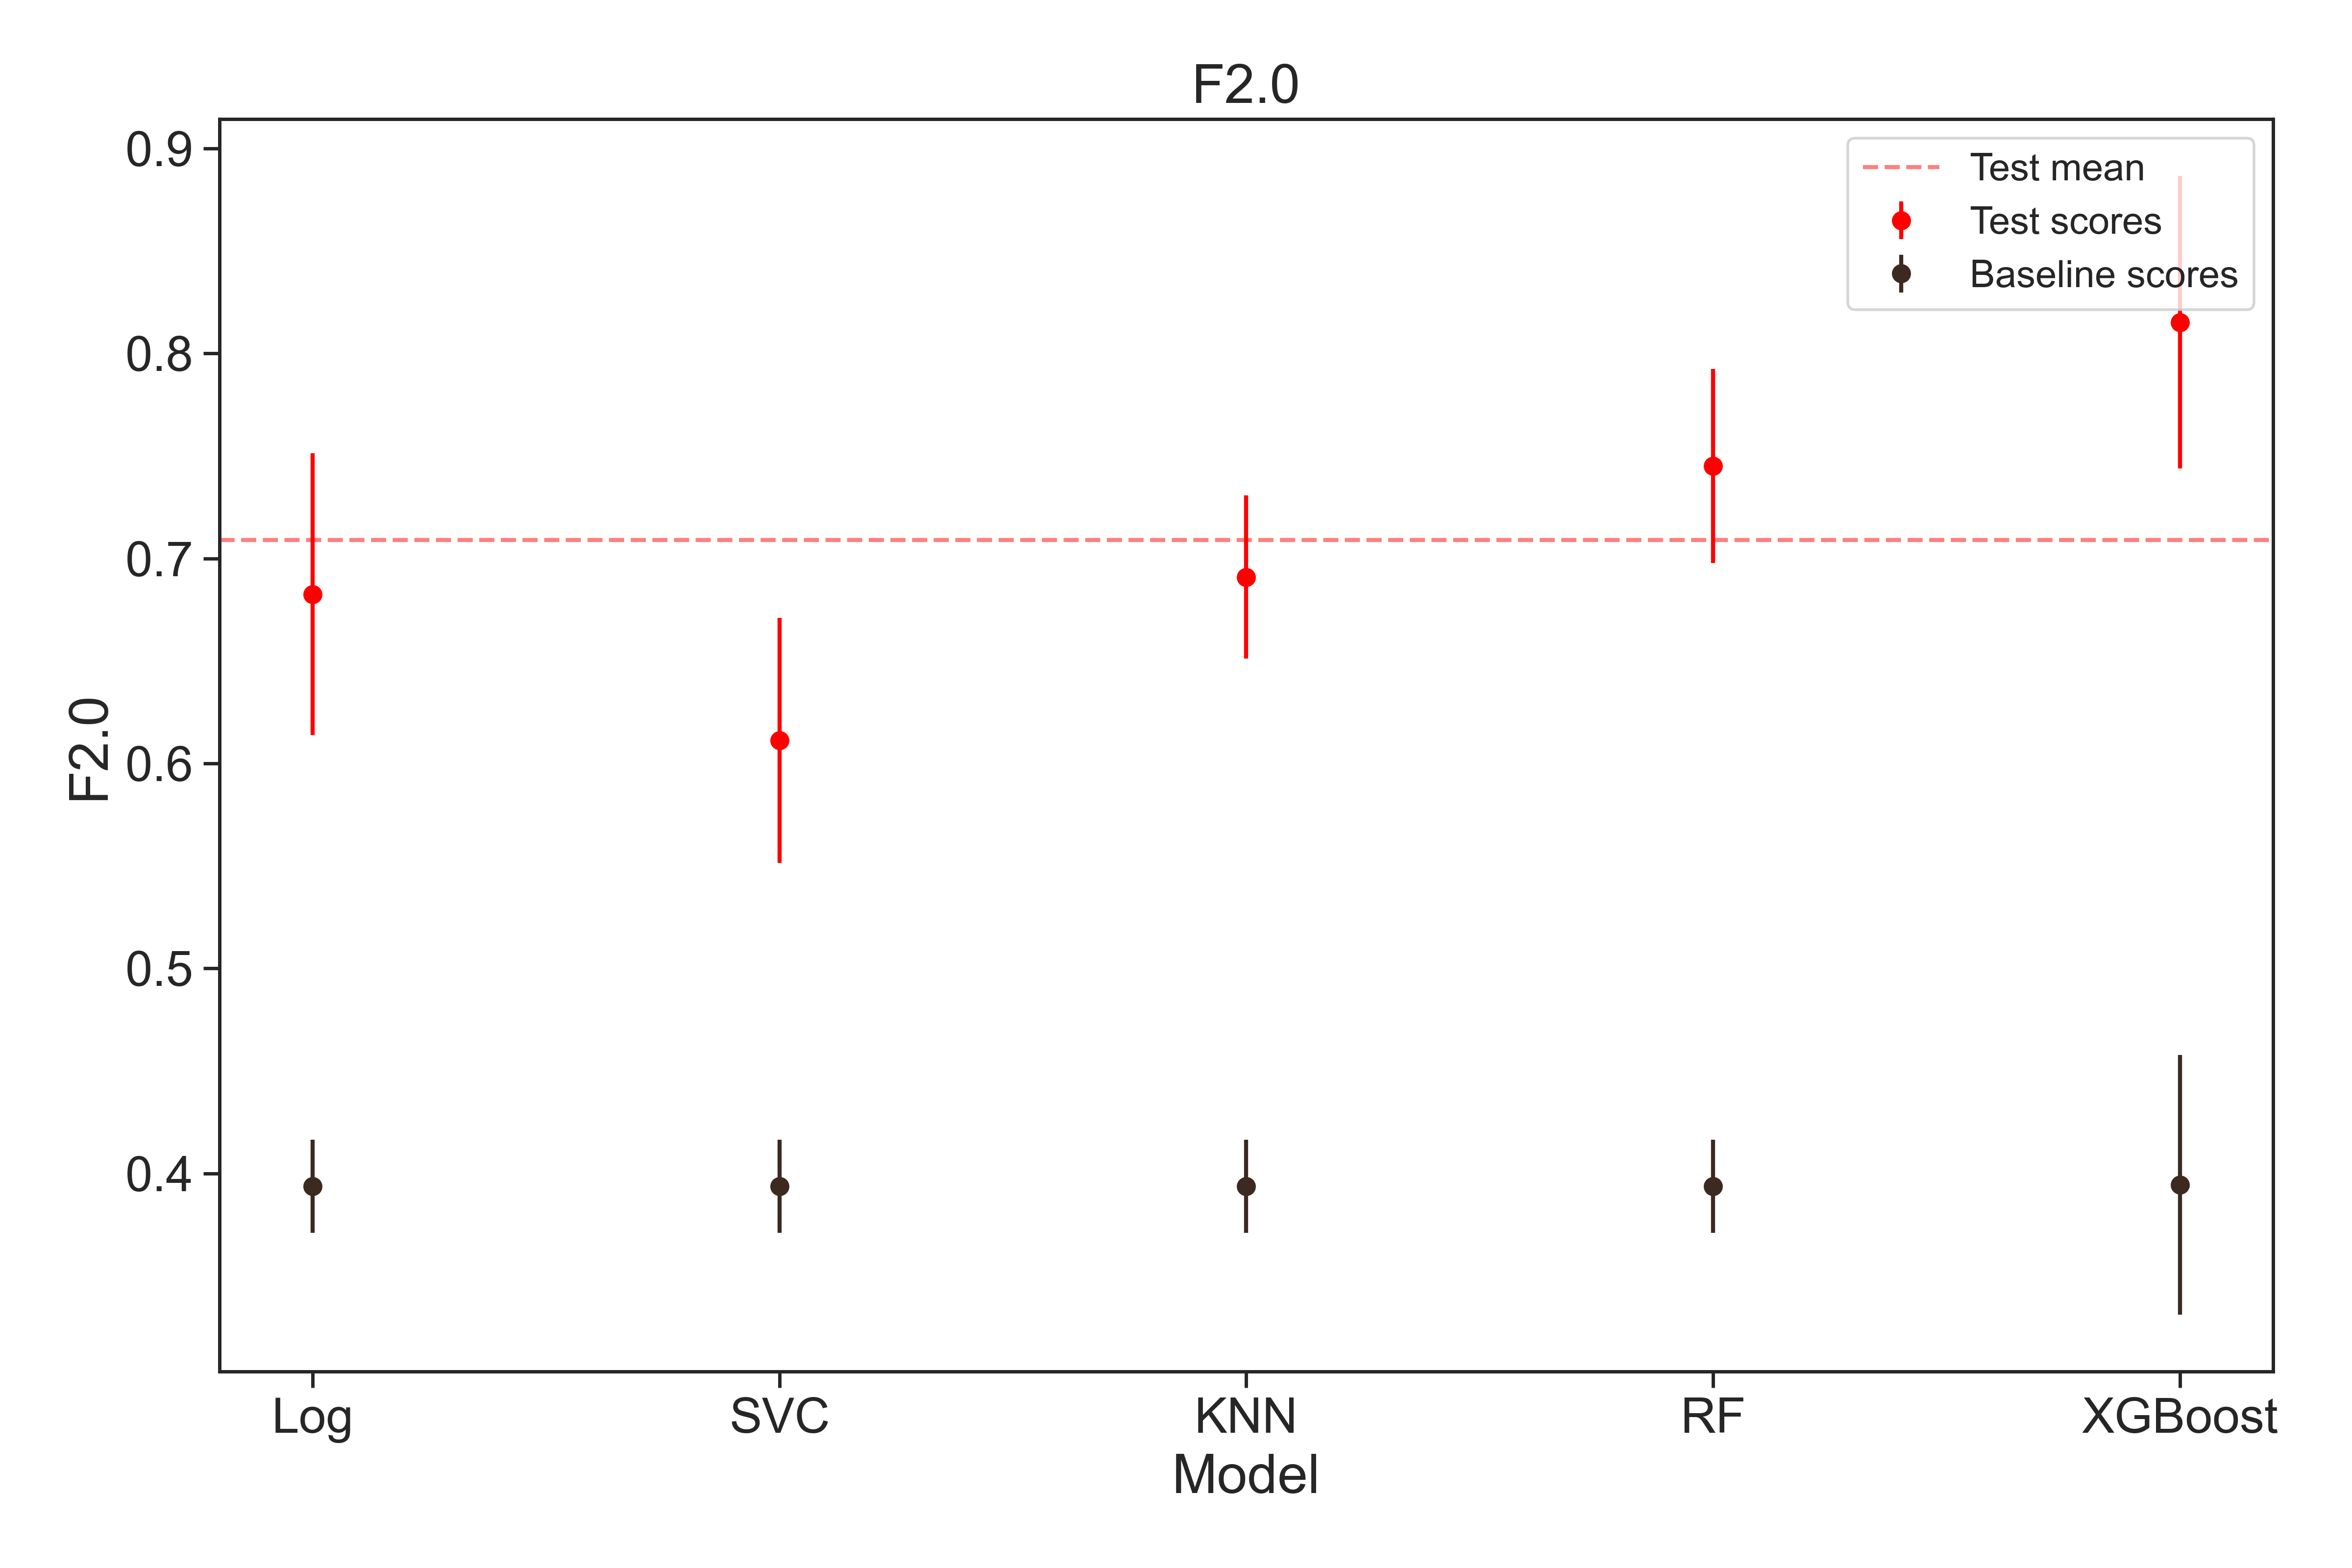 F2.0
0.9
0.8
0.7
0.6
0.5
0.4
F2.0
Test mean
Test scores
Baseline scores
Log SVC KNN RF XGBoost
Model